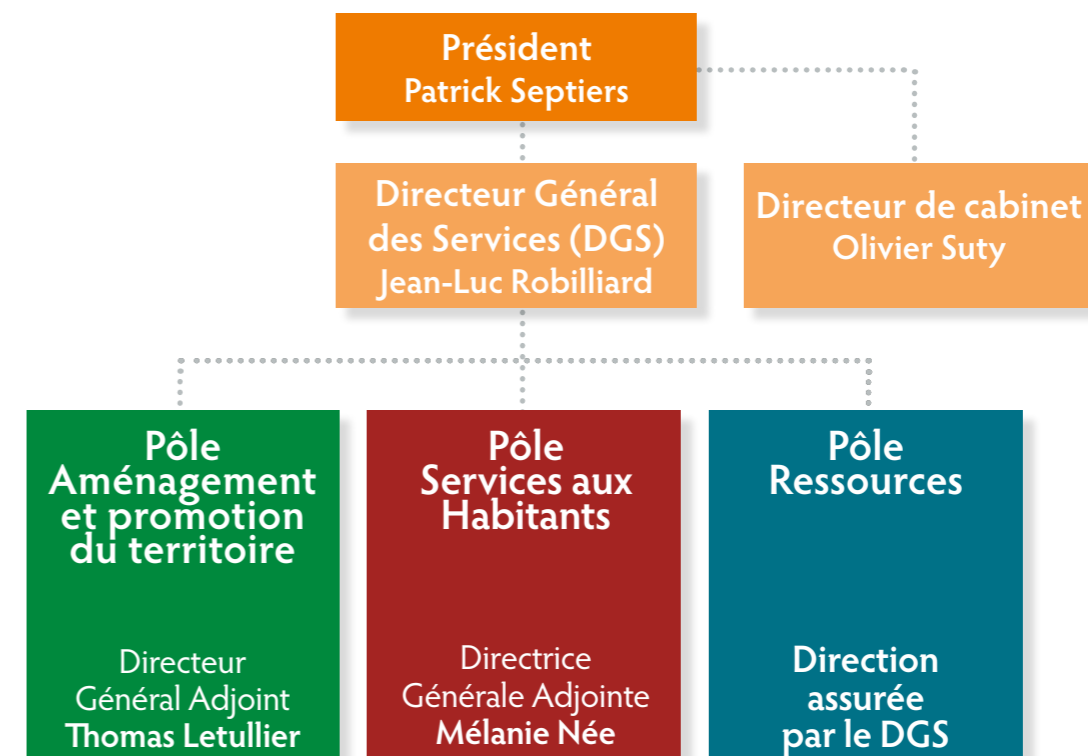 Président
Patrick Septiers
Directeur Général
des Services (DGS)
Jean-Luc Robilliard
Directeur de cabinet
Olivier Suty
Pôle
Aménagement
et promotion
du territoire
Directeur
Général Adjoint
Thomas Letullier
Pôle
Services aux
Habitants
Directrice
Générale Adjointe
Mélanie Née
Pôle
Ressources
Direction
assurée
par le DGS